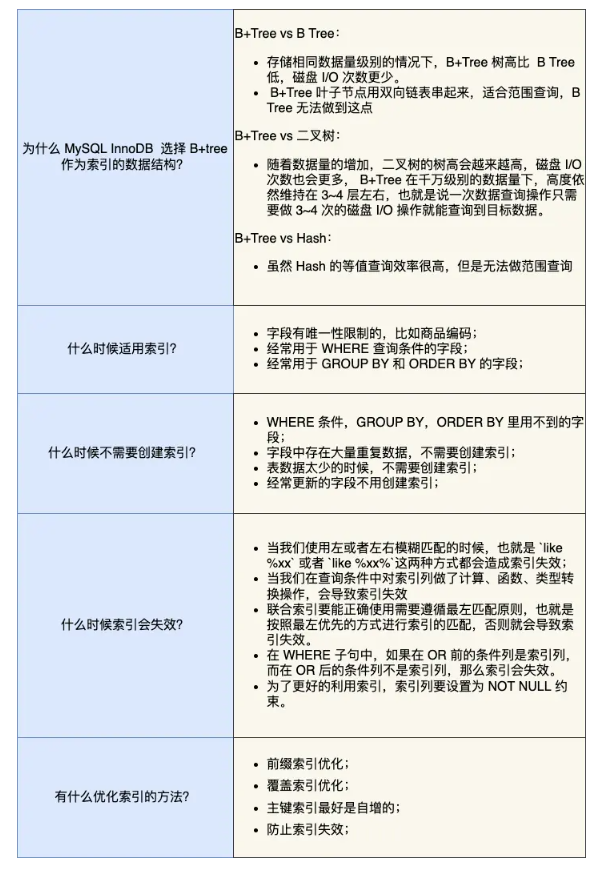 为什么 MySQL InnoDB 选择 B+tree
作为索引的数据结构?
B+Tree vs B Tree：
• 存储相同数据量级别的情况下，B+Tree 树高比 B Tree
低，磁盘 I/O 次数更少。
• B+Tree 叶子节点用双向链表串起来，适合范围查询，B
Tree 无法做到这点
B+Tree vs 二叉树：
• 随着数据量的增加，二叉树的树高会越来越高，磁盘 I/O
次数也会更多， B+Tree 在千万级别的数据量下，高度依
然维持在 3~4 层左右，也就是说一次数据查询操作只需
要做 3~4 次的磁盘 I/O 操作就能查询到目标数据。
B+Tree vs Hash：
• 虽然 Hash 的等值查询效率很高，但是无法做范围查询
什么时候适用索引?
• 字段有唯一性限制的，比如商品编码；
• 经常用于 WHERE 查询条件的字段；
• 经常用于 GROUP BY 和 ORDER BY 的字段；
什么时候不需要创建索引?
• WHERE 条件，GROUP BY，ORDER BY 里用不到的字
段；
• 字段中存在大量重复数据，不需要创建索引；
• 表数据太少的时候，不需要创建索引；
• 经常更新的字段不用创建索引；
什么时候索引会失效?
• 当我们使用左或者左右模糊匹配的时候，也就是 `like
%xx` 或者 `like %xx%`这两种方式都会造成索引失效；
• 当我们在查询条件中对索引列做了计算、函数、类型转
换操作，会导致索引失效
• 联合索引要能正确使用需要遵循最左匹配原则，也就是
按照最左优先的方式进行索引的匹配，否则就会导致索
引失效。
• 在 WHERE 子句中，如果在 OR 前的条件列是索引列，
而在 OR 后的条件列不是索引列，那么索引会失效。
• 为了更好的利用索引，索引列要设置为 NOT NULL 约
束。
有什么优化索引的方法?
• 前缀索引优化；
• 覆盖索引优化；
• 主键索引最好是自增的；
• 防止索引失效；